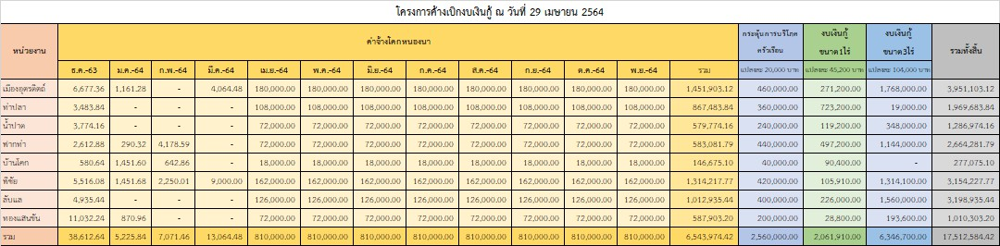 โครงการค้างเบิกงบเงินกู้ ณ วันที่ 29 เมษายน 2564
หน่วยงาน ค่าจ้างโคกหนองนา กระตุ้นการบริโภคครัวเรือน งบเงินกู้ ขนาด1ไร่ งบเงินกู้ ขนาด3ไร่ รวมทั้งสิ้น
ธ.ค.-63 ม.ค.-64 ก.พ.-64 มี.ค.-64 เม.ย.-64 พ.ค.-64 มิ.ย.-64 ก.ค.-64 ส.ค.-64 ก.ย.-64 ต.ค.-64 พ.ย.-64 รวม แปลงละ 20,000 บาท แปลงละ 45,200 บาท แปลงละ 104,000 บาท
เมืองอุตรดิตถ์ 6,677.36 1,161.28 - 4,064.48 180,000.00 180,000.00 180,000.00 180,000.00 180,000.00 180,000.00 180,000.00 180,000.00 1,451,903.12 460,000.00 271,200.00 1,768,000.00 3,951,103.12
ท่าปลา 3,483.84 - - - 108,000.00 108,000.00 108,000.00 108,000.00 108,000.00 108,000.00 108,000.00 108,000.00 867,483.84 360,000.00 723,200.00 19,000.00 1,969,683.84
น้ำปาด 3,774.16 - - - 72,000.00 72,000.00 72,000.00 72,000.00 72,000.00 72,000.00 72,000.00 72,000.00 579,774.16 240,000.00 119,200.00 348,000.00 1,286,974.16
ฟากท่า 2,612.88 290.32 4,178.59 - 72,000.00 72,000.00 72,000.00 72,000.00 72,000.00 72,000.00 72,000.00 72,000.00 583,081.79 440,000.00 497,200.00 1,144,000.00 2,664,281.79
บ้านโคก 580.64 1,451.60 642.86 - 18,000.00 18,000.00 18,000.00 18,000.00 18,000.00 18,000.00 18,000.00 18,000.00 146,675.10 40,000.00 90,400.00 - 277,075.10
พิชัย 5,516.08 1,451.68 2,250.01 9,000.00 162,000.00 162,000.00 162,000.00 162,000.00 162,000.00 162,000.00 162,000.00 162,000.00 1,314,217.77 420,000.00 105,910.00 1,314,100.00 3,154,227.77
ลับแล 4,935.44 - - - 126,000.00 126,000.00 126,000.00 126,000.00 126,000.00 126,000.00 126,000.00 126,000.00 1,012,935.44 400,000.00 226,000.00 1,560,000.00 3,198,935.44
ทองแสนขัน 11,032.24 870.96 - - 72,000.00 72,000.00 72,000.00 72,000.00 72,000.00 72,000.00 72,000.00 72,000.00 587,903.20 200,000.00 28,800.00 193,600.00 1,010,303.20
รวม 38,612.64 5,225.84 7,071.46 13,064.48 810,000.00 810,000.00 810,000.00 810,000.00 810,000.00 810,000.00 810,000.00 810,000.00 6,543,974.42 2,560,000.00 2,061,910.00 6,346,700.00 17,512,584.42